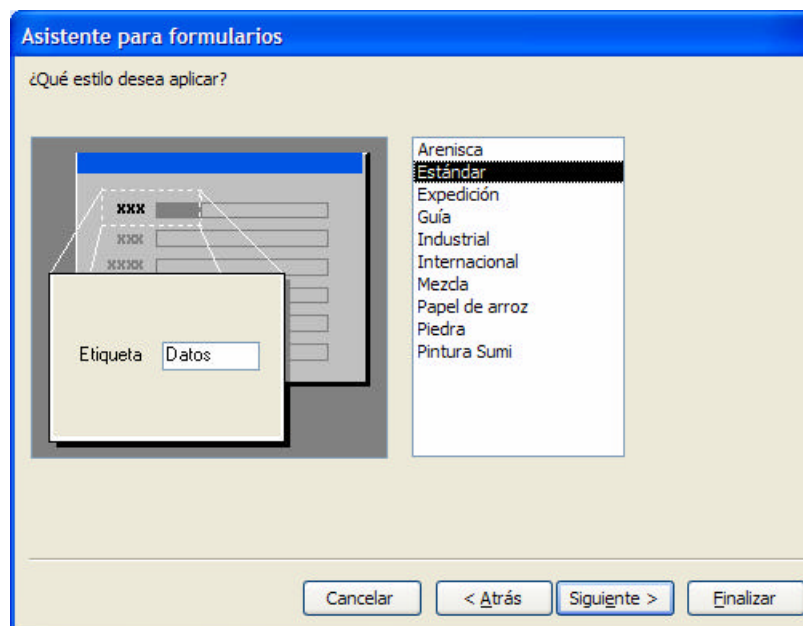 Asistente para formularios
¿Qué estilo desea aplicar?
xxx
xxx
xxxx
Etiqueta Datos
Arenisca
Estándar
Expedición
Guía
Industrial
Internacional
Mezcla
Papel de arroz
Piedra
Pintura Sumi
Cancelar < Atrás Siguiente > Finalizar